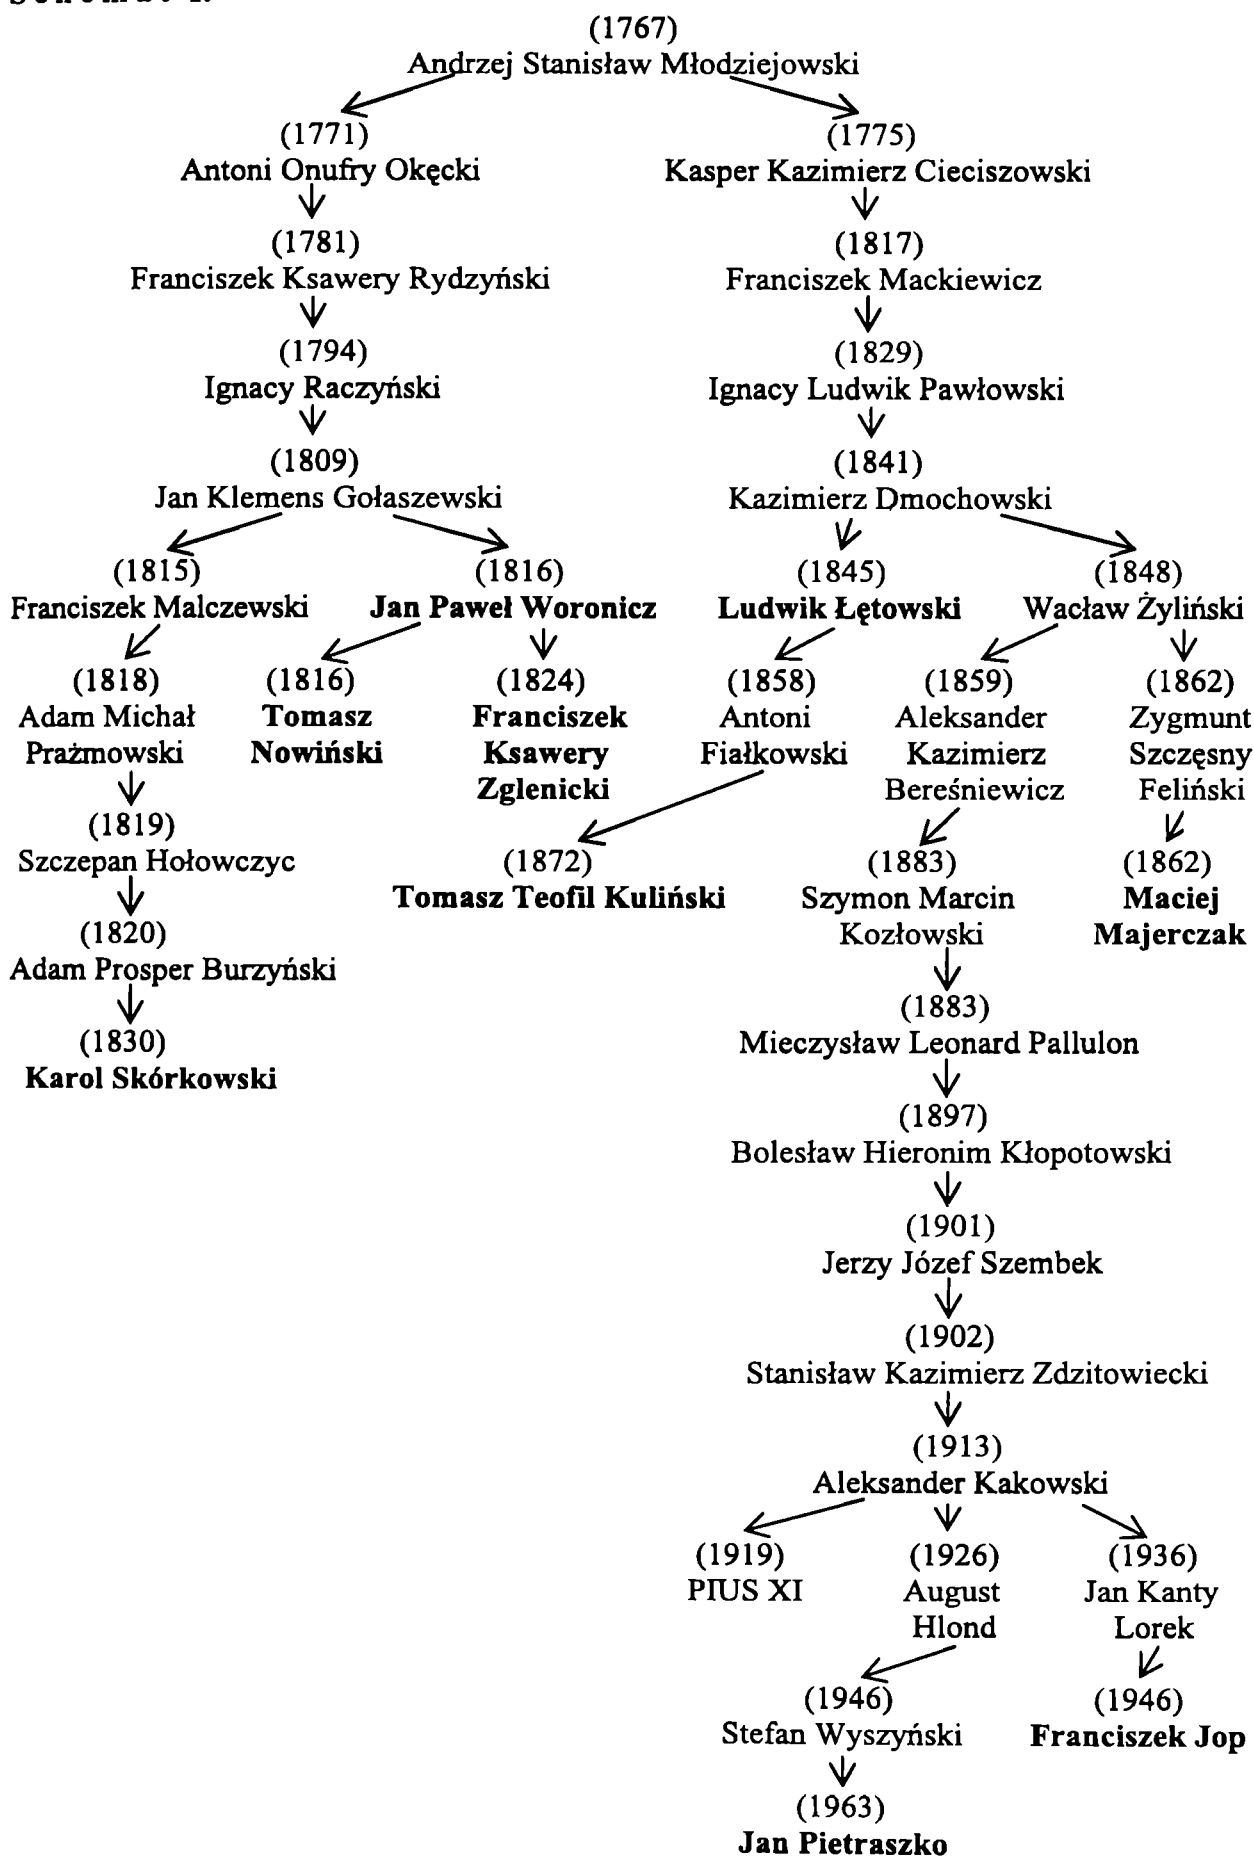 (1767)
Andrzej Stanisław Młodziejowski
(1771)
Antoni Onufry Okęcki
(1781)
Franciszek Ksawery Rydzyński
(1794)
Ignacy Raczyński
(1809)
Jan Klemens Gołaszewski
(1815)
Franciszek Malczewski
(1818)
Adam Michał
Prażmowski
(1819)
Szczepan Hołowczyc
(1820)
Adam Prosper Burzyński
(1830)
Karol Skórkowski
(1816)
Jan Paweł Woronicz
(1816)
Tomasz
Nowiński
(1824)
Franciszek
Ksawery
Zglenicki
(1775)
Kasper Kazimierz Cieciszowski
(1817)
Franciszek Mackiewicz
(1829)
Ignacy Ludwik Pawłowski
(1841)
Kazimierz Dmochowski
(1845)
Ludwik Łętowski
(1858)
Antoni
Fiałkowski
(1872)
Tomasz Teofil Kuliński
(1848)
Wacław Żyliński
(1859)
Aleksander
Kazimierz
Bereśniewicz
(1883)
Szymon Marcin
Kozłowski
(1883)
Mieczysław Leonard Pallulon
(1897)
Bolesław Hieronim Kłopotowski
(1901)
Jerzy Józef Szembek
(1902)
Stanisław Kazimierz Zdzitowiecki
(1913)
Aleksander Kakowski
(1919)
PIUS XI
(1926)
August
Hlond
(1946)
Stefan Wyszyński
(1963)
Jan Pietraszko
(1936)
Jan Kanty
Lorek
(1946)
Franciszek Jop
(1862)
Zygmunt
Szczęsny
Feliński
(1862)
Maciej
Majerczak